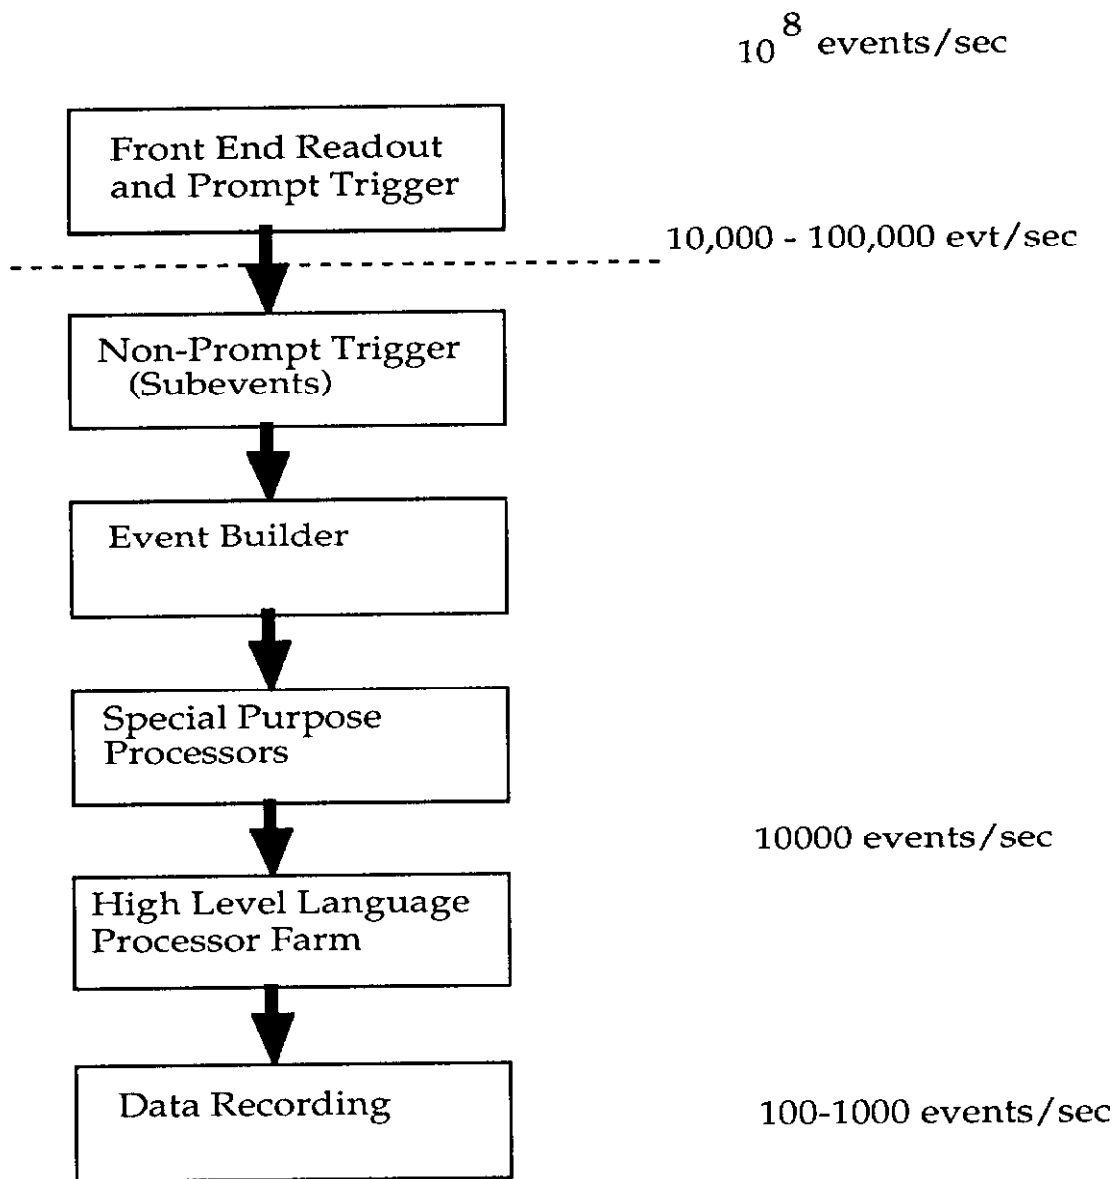 10^8 events/sec
Front End Readout
and Prompt Trigger
10,000 - 100,000 evt/sec
Non-Prompt Trigger
(Subevents)
Event Builder
Special Purpose
Processors
10000 events/sec
High Level Language
Processor Farm
Data Recording
100-1000 events/sec